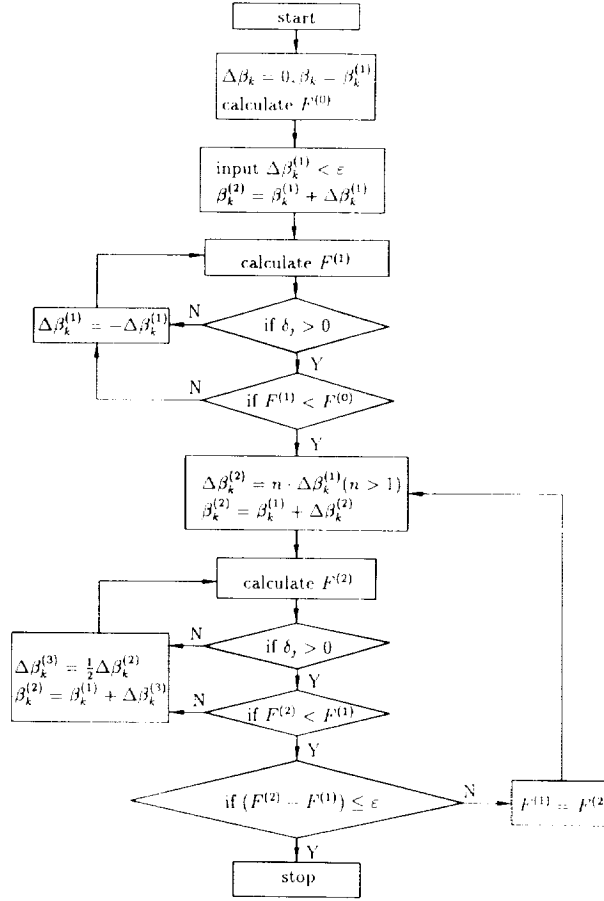 start
Δβ_k = 0, β_k = β_k^(1)
calculate F^(0)
input Δβ_k^(1) < ε
β_k^(2) = β_k^(1) + Δβ_k^(1)
calculate F^(1)
Δβ_k^(1) = −Δβ_k^(1)
N
if δ_j > 0
Y
N
if F^(1) < F^(0)
Y
Δβ_k^(2) = n · Δβ_k^(1) (n > 1)
β_k^(2) = β_k^(1) + Δβ_k^(2)
calculate F^(2)
N
if δ_j > 0
Δβ_k^(3) = 1/2 Δβ_k^(2)
β_k^(2) = β_k^(1) + Δβ_k^(3)
Y
N
if F^(2) < F^(1)
Y
if (F^(2) − F^(1)) ≤ ε
N
F^(1) = F^(2
Y
stop